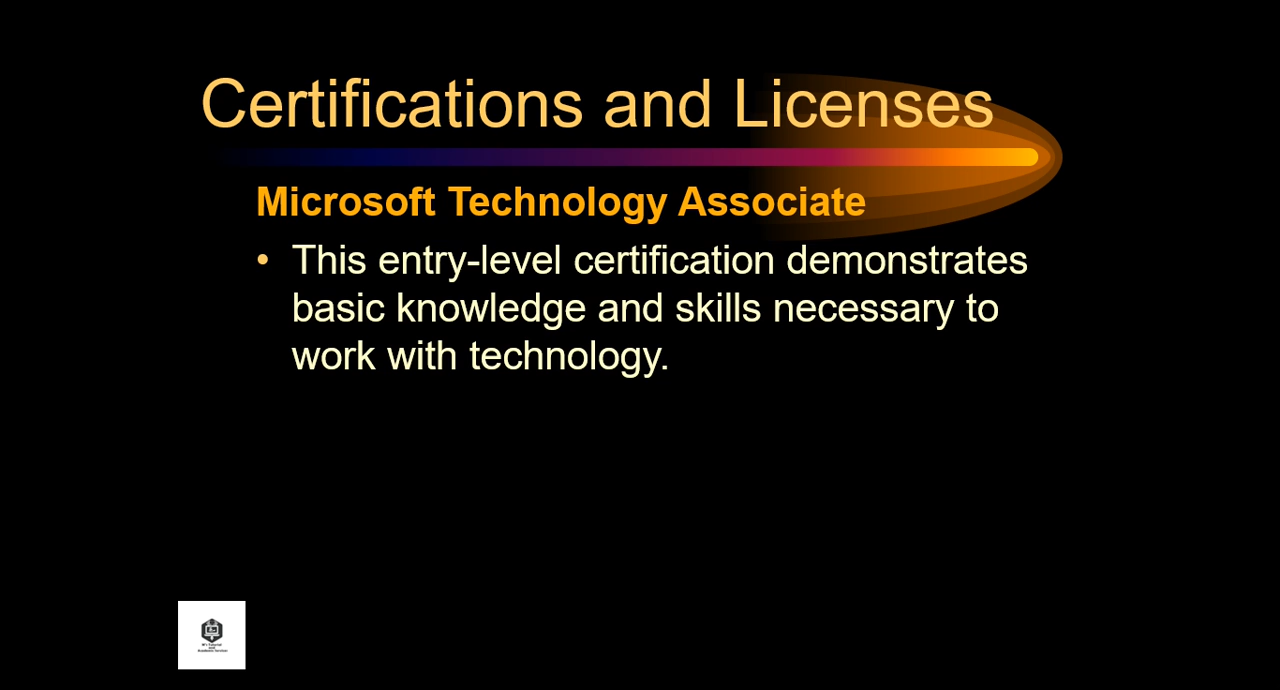 Certifications and Licenses
Microsoft Technology Associate
• This entry-level certification demonstrates
basic knowledge and skills necessary to
work with technology.